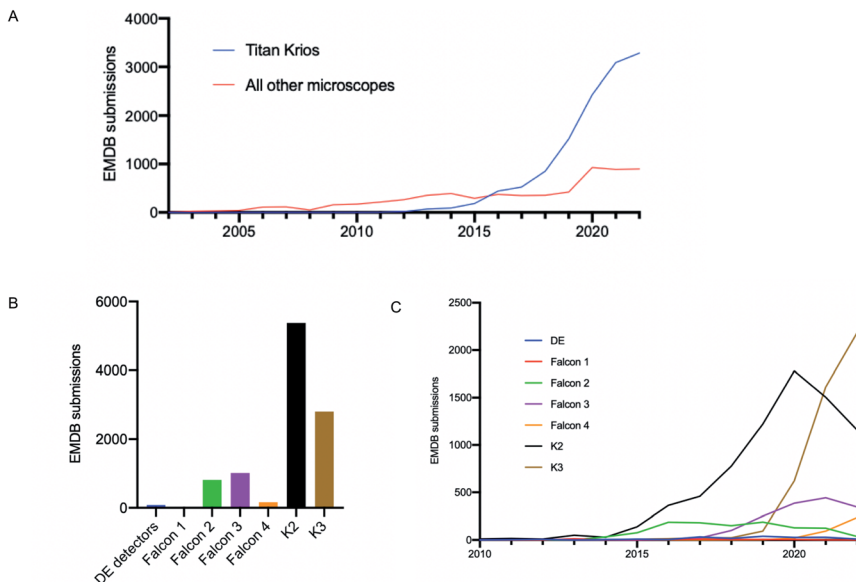 A
EMDB submissions
4000
3000
2000
1000
0
Titan Krios
All other microscopes
2005
2010
2015
2020
B
EMDB submissions
6000
4000
2000
0
DE detectors
Falcon 1
Falcon 2
Falcon 3
Falcon 4
K2
K3
C
EMDB submissions
2500
2000
1500
1000
500
0
DE
Falcon 1
Falcon 2
Falcon 3
Falcon 4
K2
K3
2010
2015
2020